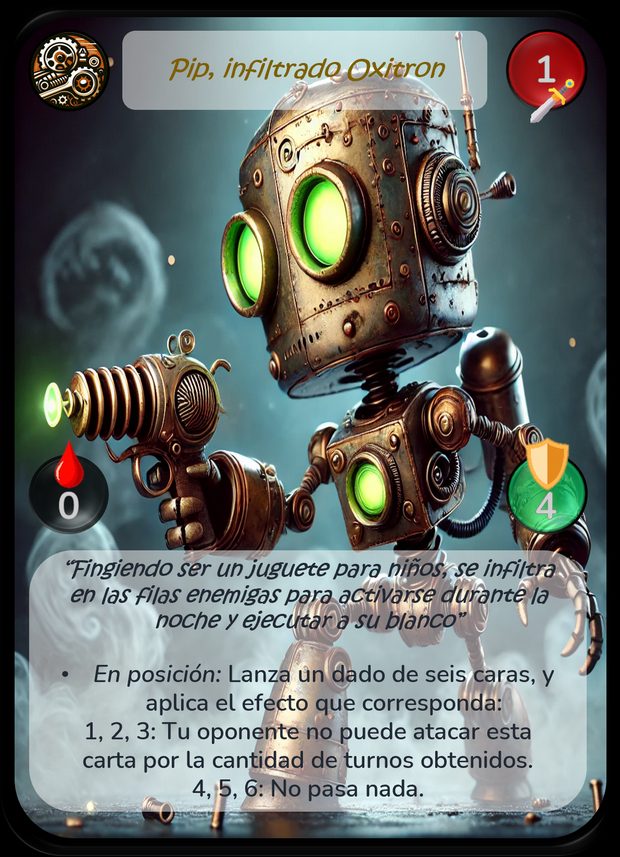 Pip, infiltrado Oxitron
1
0
4
“Fingiendo ser un juguete para niños, se infiltra
en las filas enemigas para activarse durante la
noche y ejecutar a su blanco”
• En posición: Lanza un dado de seis caras, y
aplica el efecto que corresponda:
1, 2, 3: Tu oponente no puede atacar esta
carta por la cantidad de turnos obtenidos.
4, 5, 6: No pasa nada.